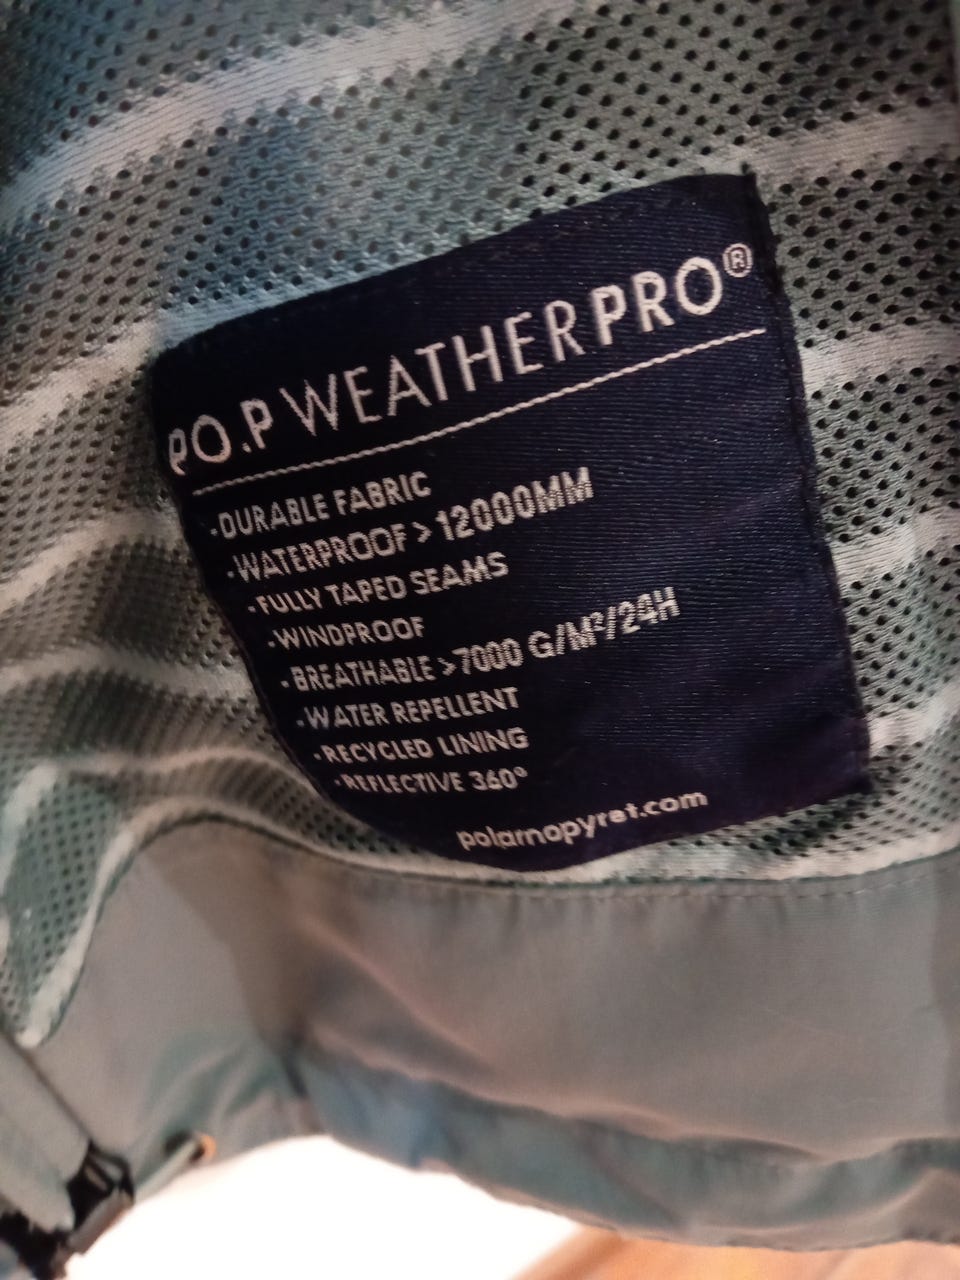 PO.P WEATHERPRO®
·DURABLE FABRIC
·WATERPROOF > 12000MM
·FULLY TAPED SEAMS
·WINDPROOF
·BREATHABLE >7000 G/M²/24H
·WATER REPELLENT
·RECYCLED LINING
·REFLECTIVE 360°
polarnopyret.com